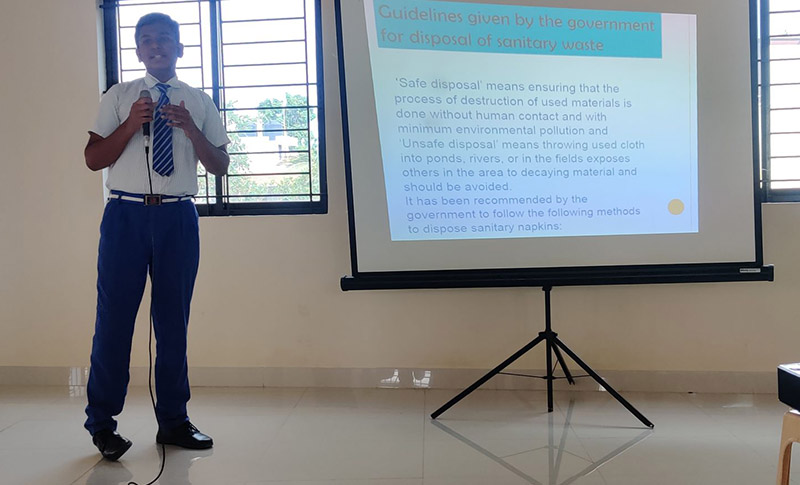 Guidelines given by the government
for disposal of sanitary waste
'Safe disposal' means ensuring that the
process of destruction of used materials is
done without human contact and with
minimum environmental pollution and
'Unsafe disposal' means throwing used cloth
into ponds, rivers, or in the fields exposes
others in the area to decaying material and
should be avoided.
It has been recommended by the
government to follow the following methods
to dispose sanitary napkins: